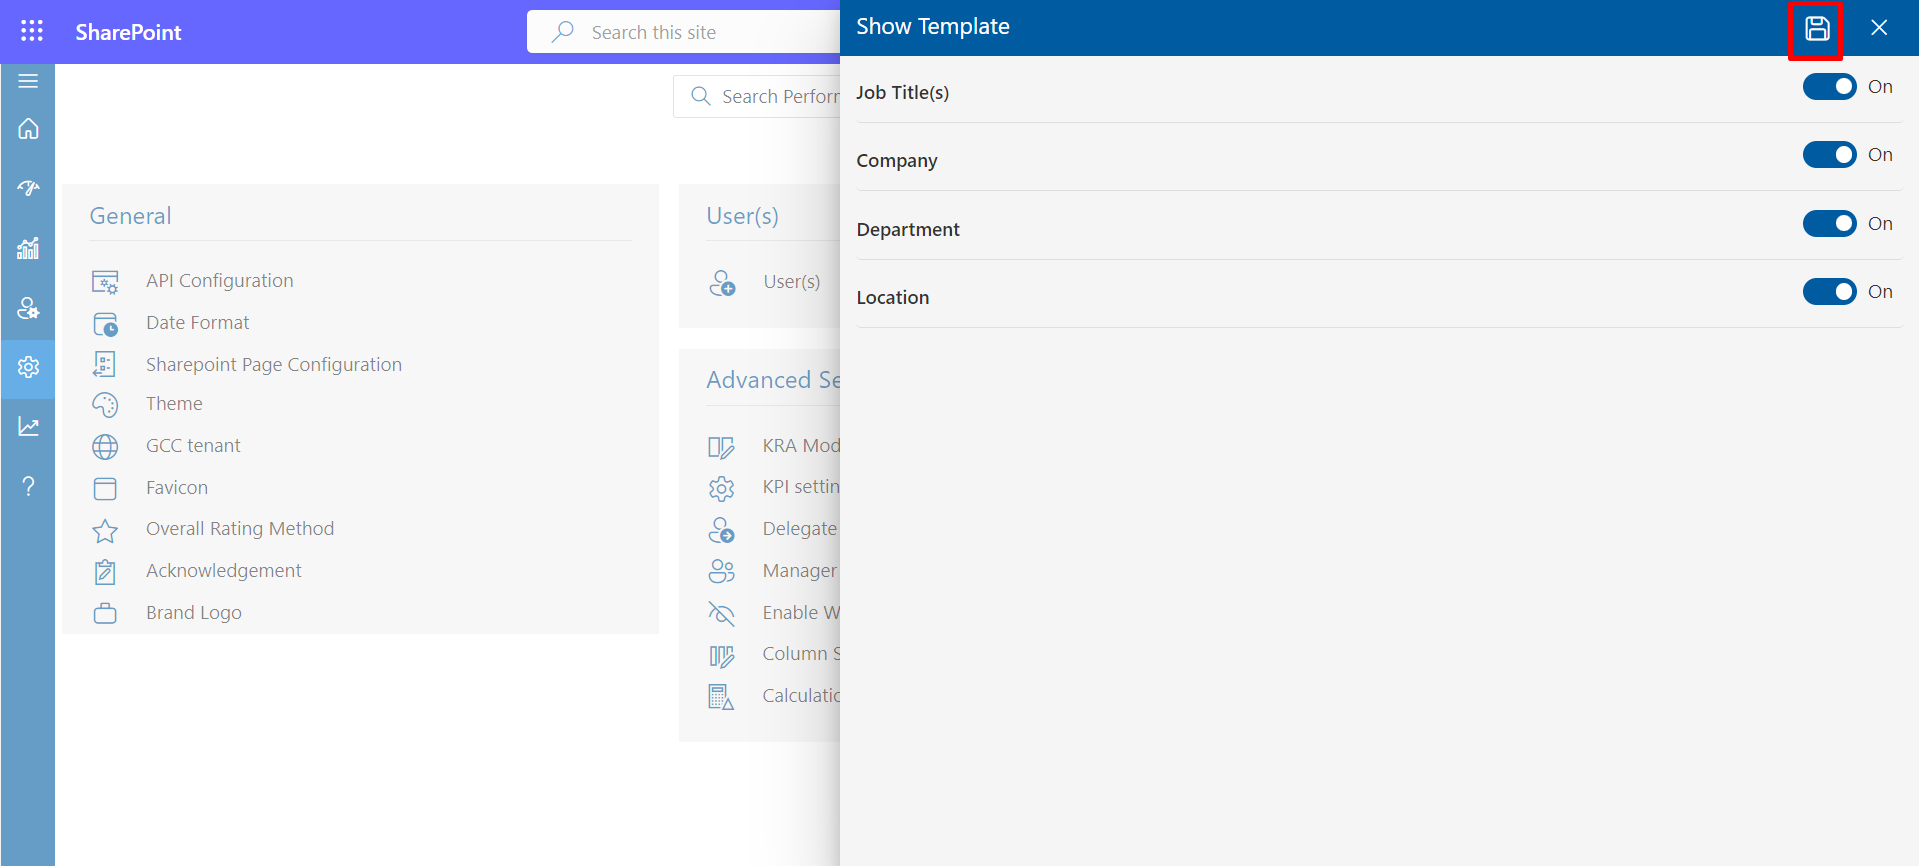 SharePoint
Search this site
Show Template
Search Perfor
Job Title(s)
On
Company
On
Department
On
Location
On
General
API Configuration
Date Format
Sharepoint Page Configuration
Theme
GCC tenant
Favicon
Overall Rating Method
Acknowledgement
Brand Logo
User(s)
User(s)
Advanced Se
KRA Mod
KPI settin
Delegate
Manager
Enable W
Column S
Calculatic